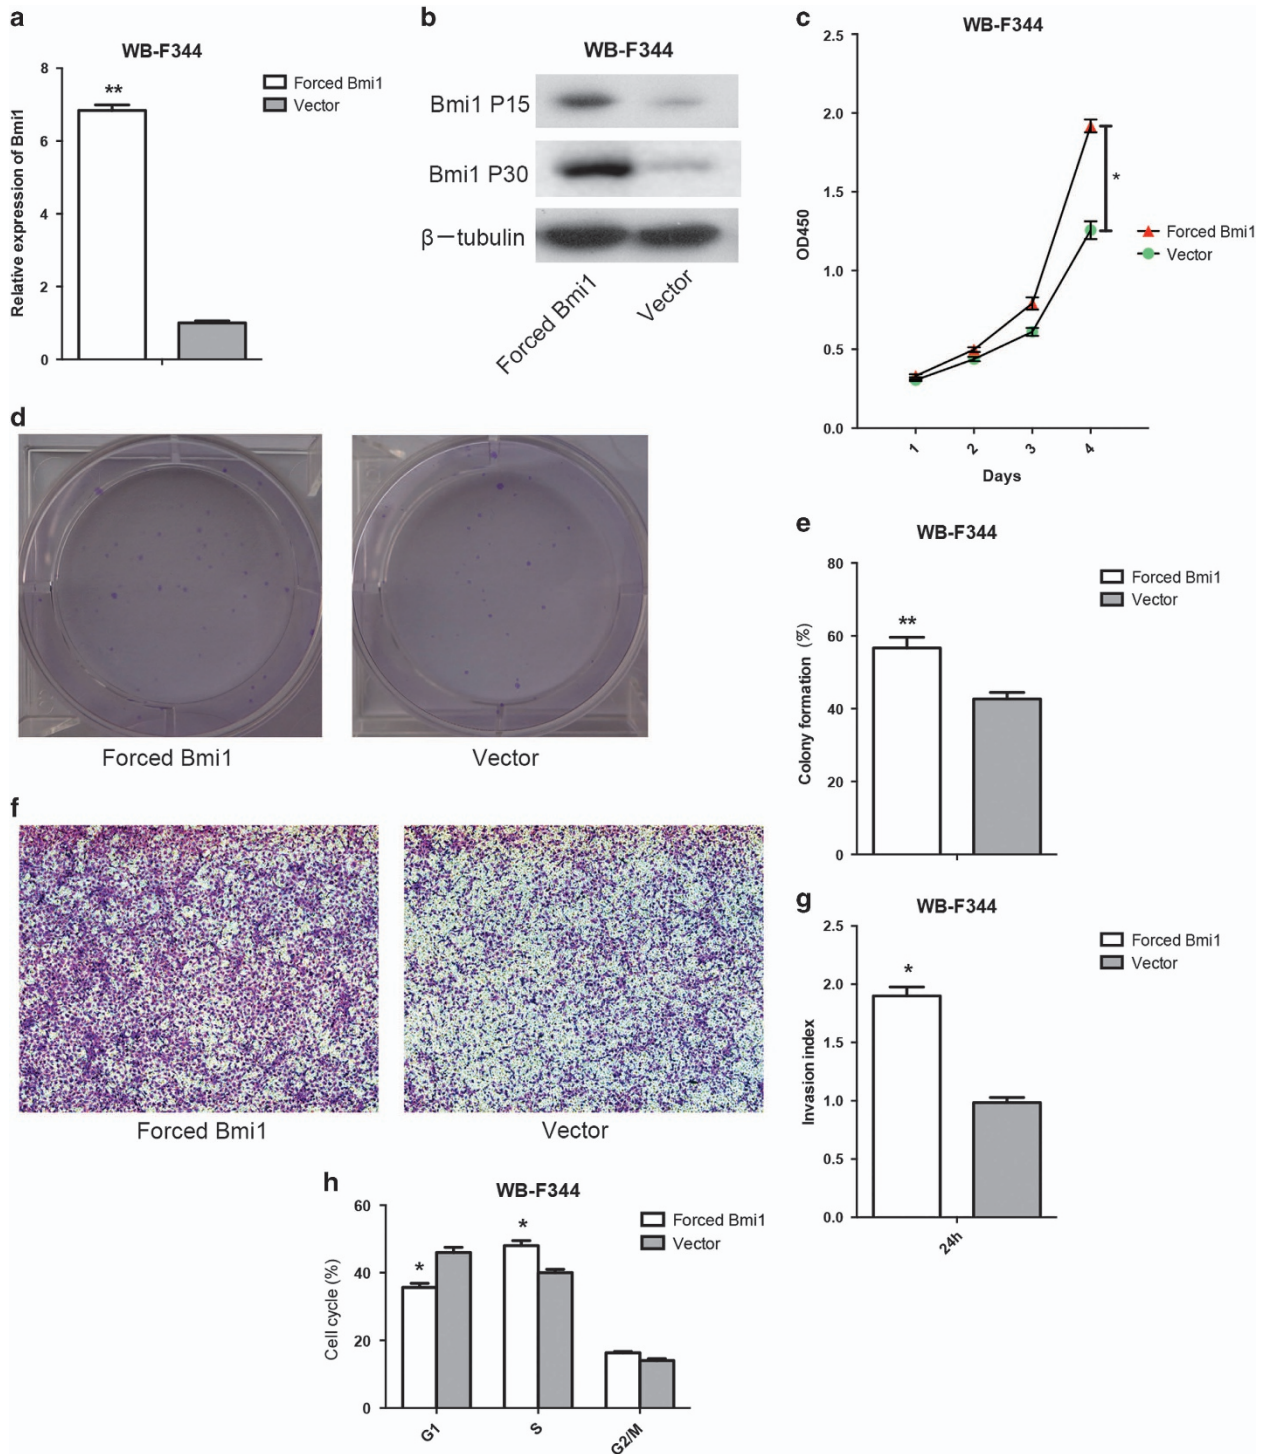 a
WB-F344
8
6
4
2
0
Relative expression of Bmi1
**
Forced Bmi1
Vector
b
WB-F344
Bmi1 P15
Bmi1 P30
β—tubulin
Forced Bmi1
Vector
c
WB-F344
2.5
2.0
1.5
1.0
0.5
0.0
OD450
*
Forced Bmi1
Vector
1
2
3
4
Days
d
Forced Bmi1
Vector
e
WB-F344
80
60
40
20
0
Colony formation (%)
**
Forced Bmi1
Vector
f
Forced Bmi1
Vector
g
WB-F344
2.5
2.0
1.5
1.0
0.5
0.0
Invasion index
*
Forced Bmi1
Vector
24h
h
WB-F344
60
40
20
0
Cell cycle (%)
*
*
Forced Bmi1
Vector
G1
S
G2/M